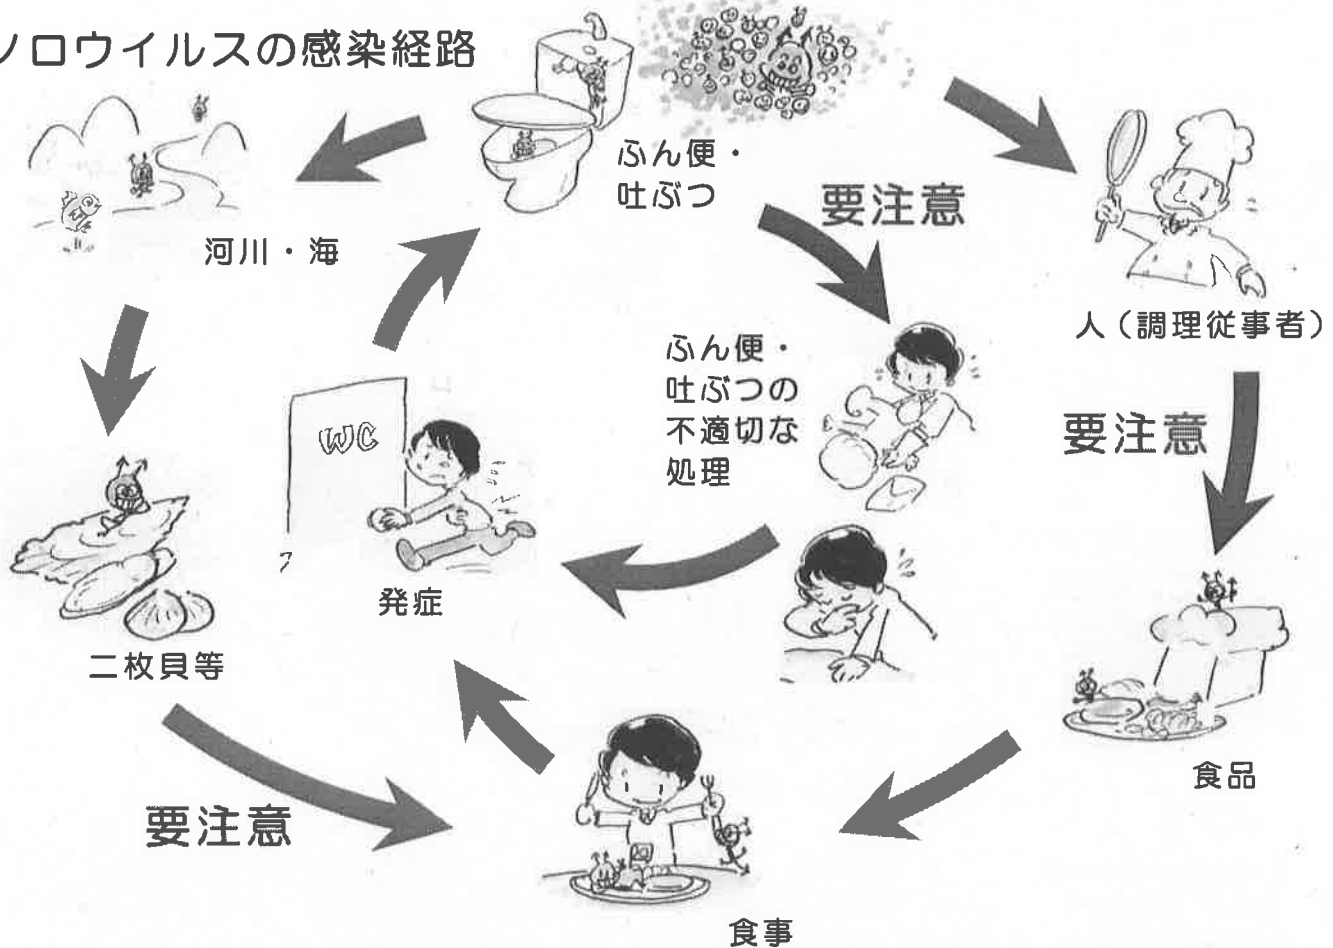 ノロウイルスの感染経路
ふん便・
吐ぶつ
要注意
河川・海
人（調理従事者）
ふん便・
吐ぶつの
不適切な
処理
要注意
WC
発症
二枚貝等
食品
要注意
食事